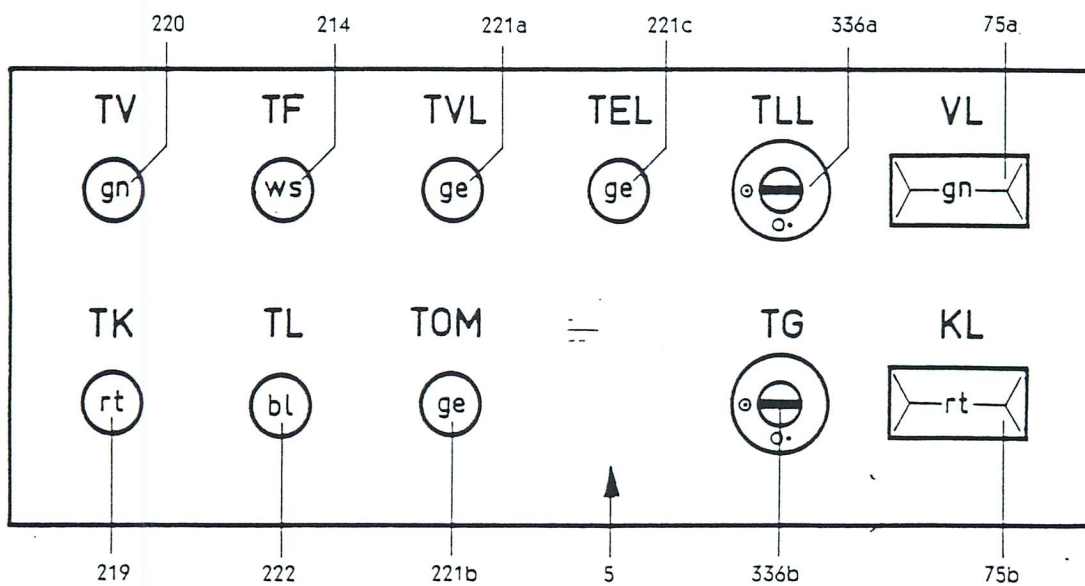 220 214 221a 221c 336a 75a
TV TF TVL TEL TLL VL
gn ws ge ge gn
TK TL TOM TG KL
rt bl ge rt
219 222 221b 5 336b 75b